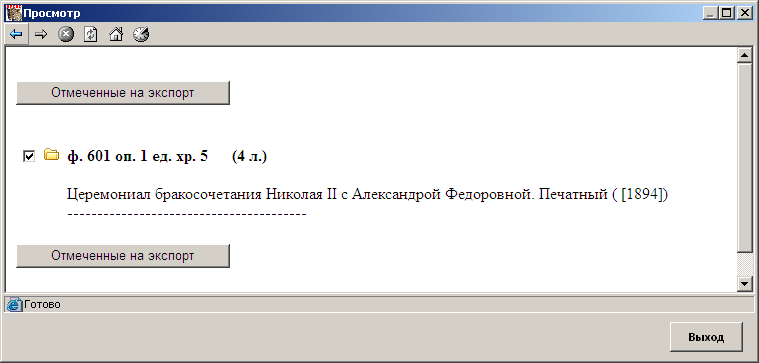 Просмотр
Отмеченные на экспорт
ф. 601 оп. 1 ед. хр. 5 (4 л.)
Церемониал бракосочетания Николая II с Александрой Федоровной. Печатный ( [1894])
----------------------------------------
Отмеченные на экспорт
Готово
Выход